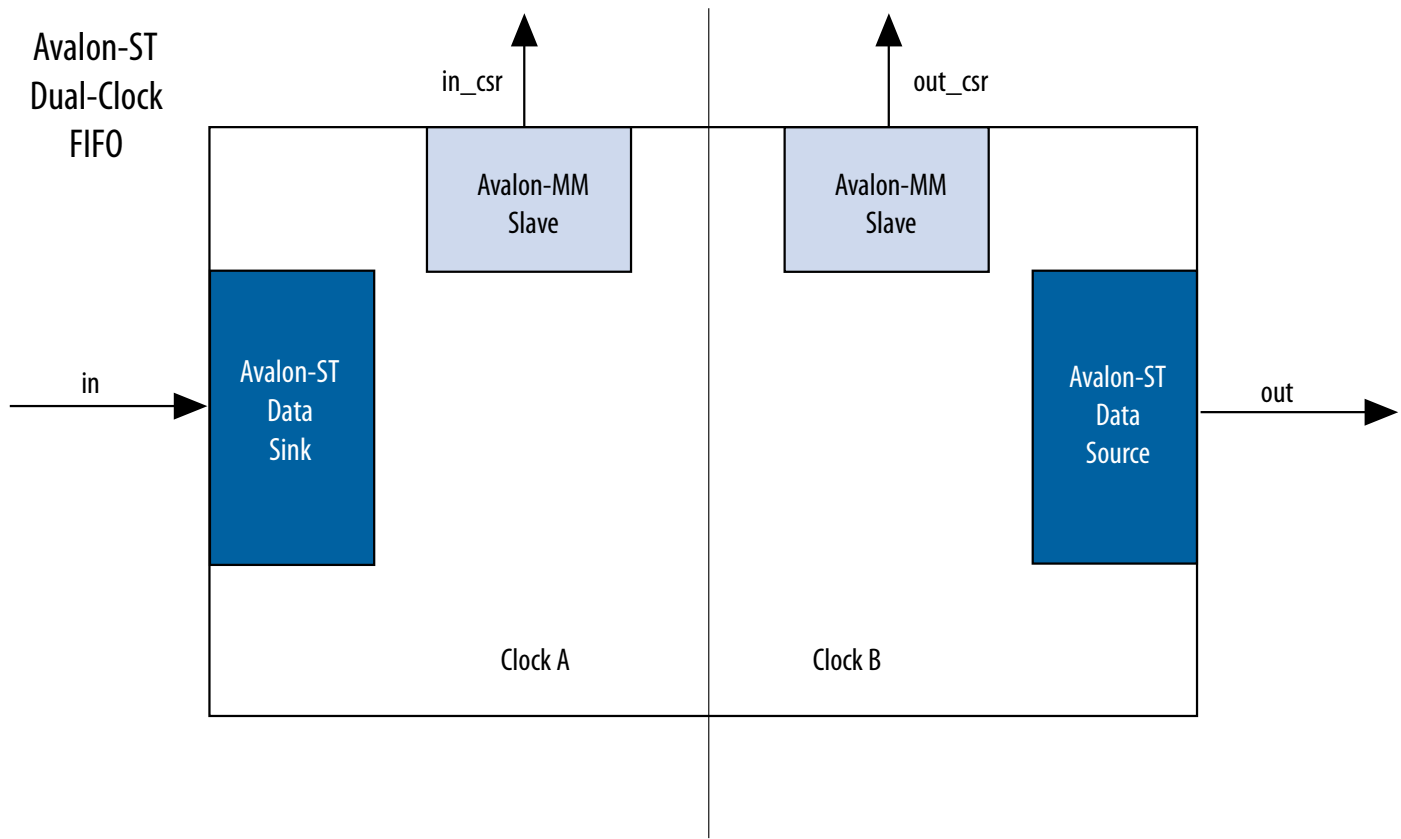 Avalon-ST
Dual-Clock
FIFO
in_csr
out_csr
Avalon-MM
Slave
Avalon-MM
Slave
in
Avalon-ST
Data
Sink
Avalon-ST
Data
Source
out
Clock A
Clock B